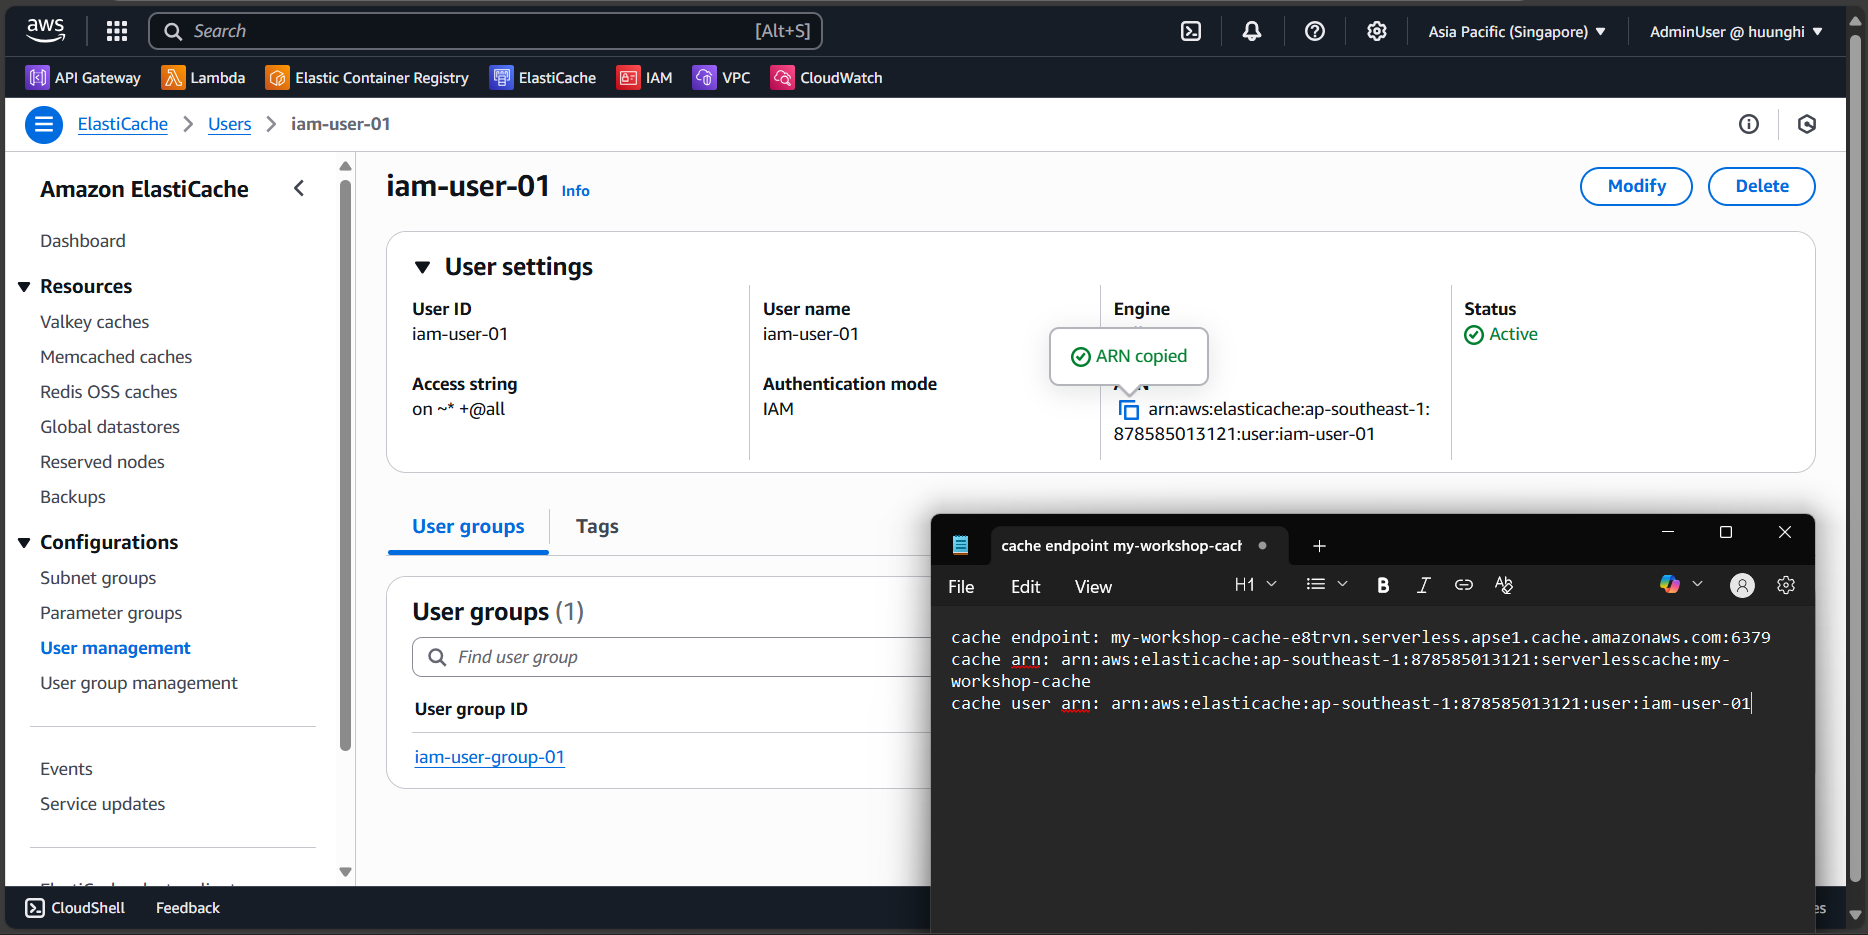 aws
Search
[Alt+S]
Asia Pacific (Singapore)
AdminUser @ huunghi
API Gateway
Lambda
Elastic Container Registry
ElastiCache
IAM
VPC
CloudWatch
ElastiCache
Users
iam-user-01
Amazon ElastiCache
Dashboard
Resources
Valkey caches
Memcached caches
Redis OSS caches
Global datastores
Reserved nodes
Backups
Configurations
Subnet groups
Parameter groups
User management
User group management
Events
Service updates
iam-user-01 Info
Modify
Delete
User settings
User ID
iam-user-01
Access string
on ~* +@all
User name
iam-user-01
Authentication mode
IAM
Engine
ARN copied
arn:aws:elasticache:ap-southeast-1:
878585013121:user:iam-user-01
Status
Active
User groups
Tags
User groups (1)
Find user group
User group ID
iam-user-group-01
cache endpoint my-workshop-cach
File
Edit
View
H1
B
I
cache endpoint: my-workshop-cache-e8trvn.serverless.apse1.cache.amazonaws.com:6379
cache arn: arn:aws:elasticache:ap-southeast-1:878585013121:serverlesscache:my-
workshop-cache
cache user arn: arn:aws:elasticache:ap-southeast-1:878585013121:user:iam-user-01
CloudShell
Feedback